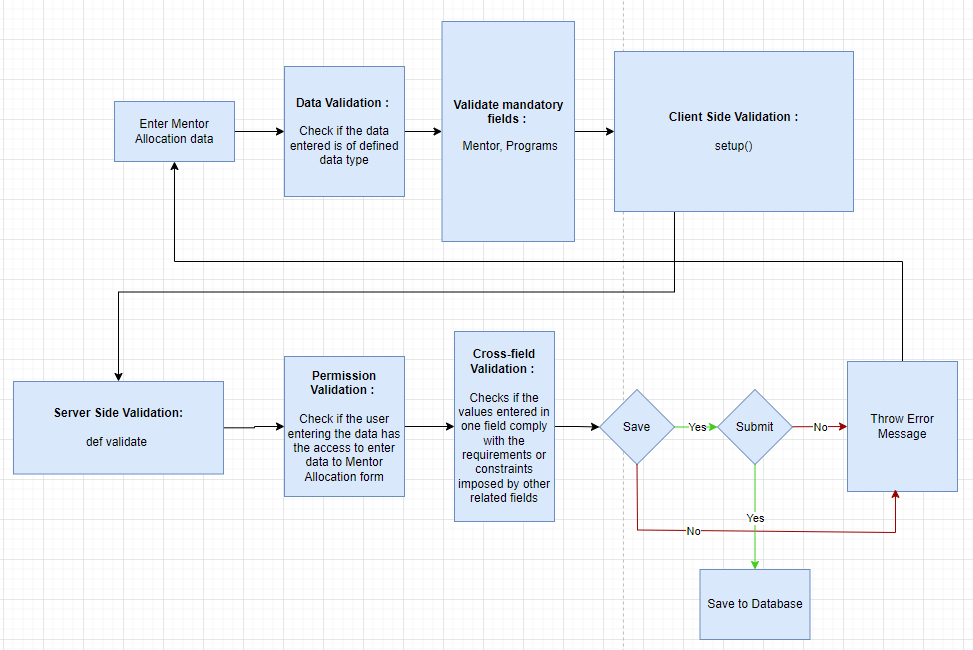 Enter Mentor
Allocation data
Data Validation :
Check if the data
entered is of defined
data type
Validate mandatory
fields :
Mentor, Programs
Client Side Validation :
setup()
Server Side Validation:
def validate
Permission
Validation :
Check if the user
entering the data has
the access to enter
data to Mentor
Allocation form
Cross-field
Validation :
Checks if the
values entered in
one field comply
with the
requirements or
constraints
imposed by other
related fields
Save
Yes
Submit
No
Throw Error
Message
Yes
No
Save to Database